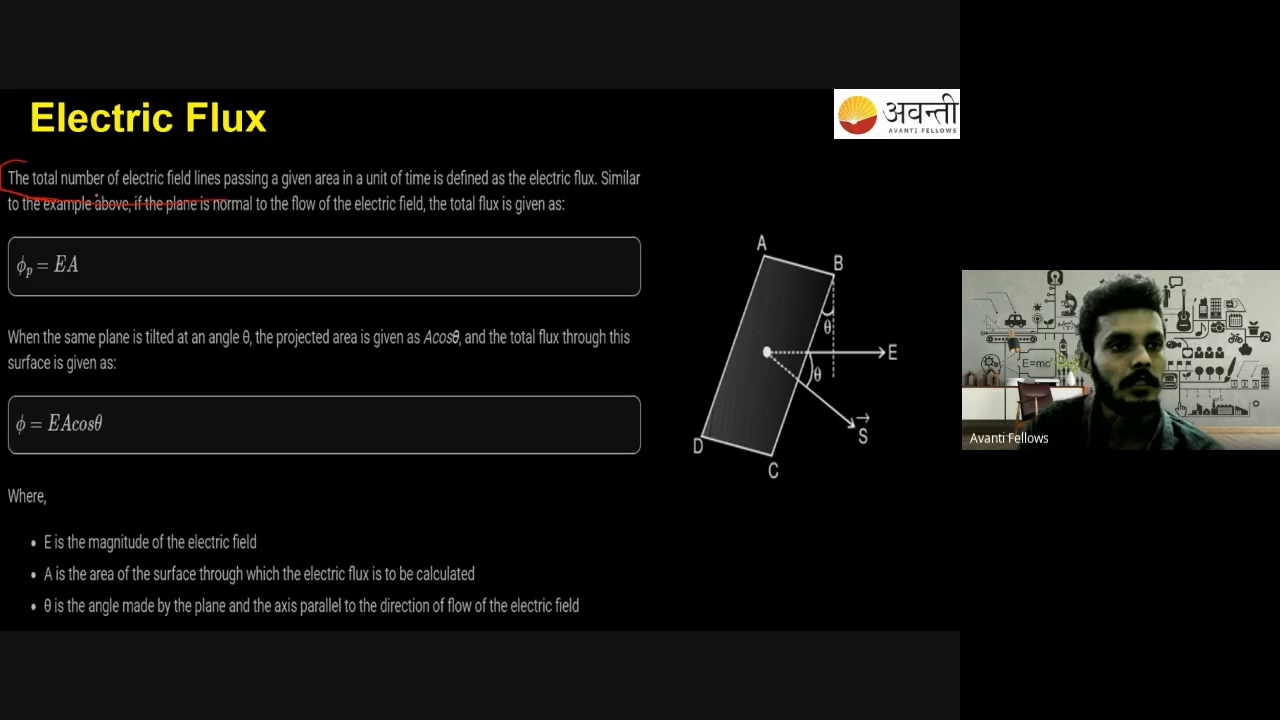 Electric Flux
अवन्ती
AVANTI FELLOWS
The total number of electric field lines passing a given area in a unit of time is defined as the electric flux. Similar
to the example above, if the plane is normal to the flow of the electric field, the total flux is given as:
ϕp = EA
When the same plane is tilted at an angle θ, the projected area is given as Acosθ, and the total flux through this
surface is given as:
ϕ = EAcosθ
Where,
• E is the magnitude of the electric field
• A is the area of the surface through which the electric flux is to be calculated
• θ is the angle made by the plane and the axis parallel to the direction of flow of the electric field
A
B
θ
E
θ
S⃗
D
C
E=mc²
Avanti Fellows